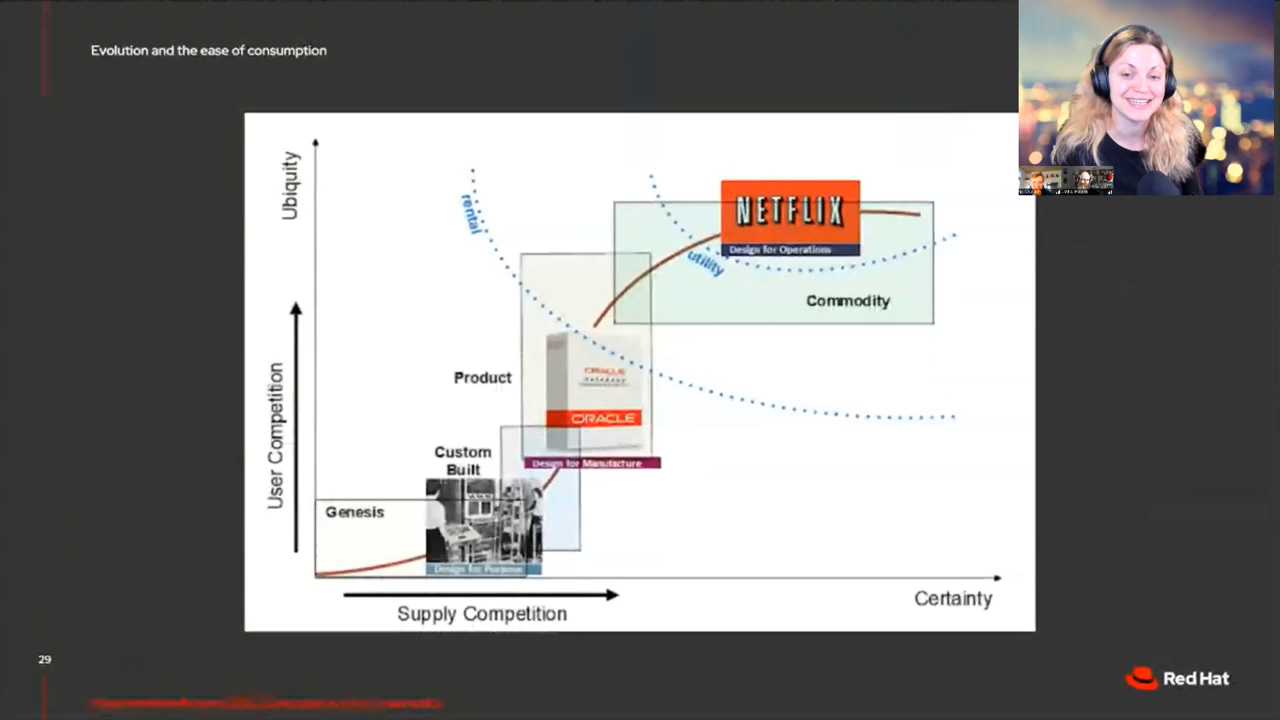 Evolution and the ease of consumption
Ubiquity
User Competition
rental
NETFLIX
Design for Operations
utility
Commodity
Product
ORACLE
ORACLE
Design for Manufacture
Custom
Built
Genesis
Design for Purpose
Supply Competition
Certainty
29
Red Hat